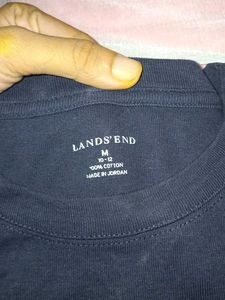 LANDS' END
M
10-12
100% COTTON
MADE IN JORDAN